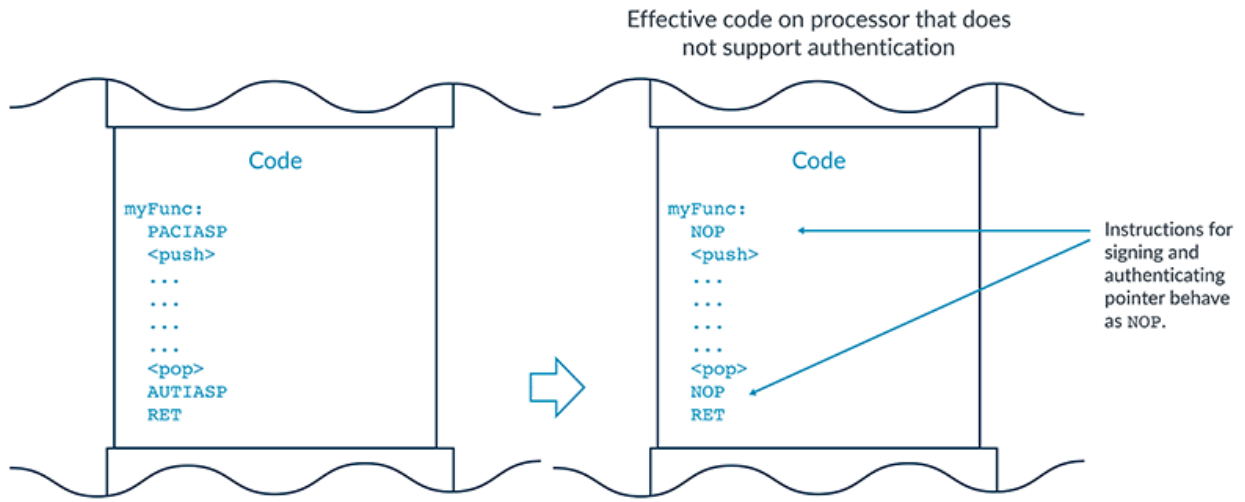 Effective code on processor that does
not support authentication
Code
myFunc:
PACIASP
<push>
...
...
...
...
<pop>
AUTIASP
RET
Code
myFunc:
NOP
<push>
...
...
...
...
<pop>
NOP
RET
Instructions for
signing and
authenticating
pointer behave
as NOP.